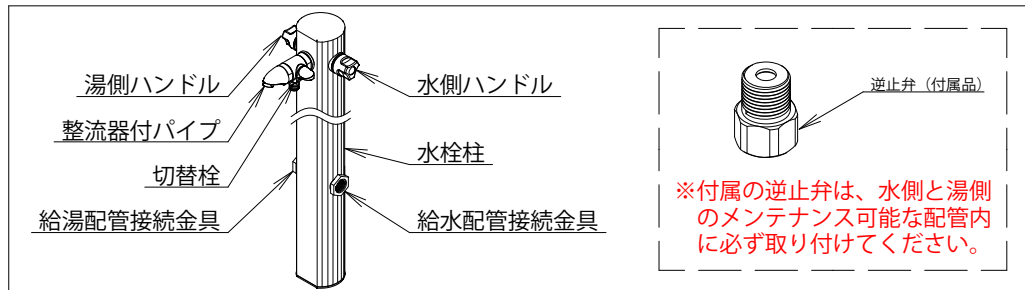 湯側ハンドル
整流器付パイプ
切替栓
給湯配管接続金具
水側ハンドル
水栓柱
給水配管接続金具
逆止弁（付属品）
※付属の逆止弁は、水側と湯側
のメンテナンス可能な配管内
に必ず取り付けてください。